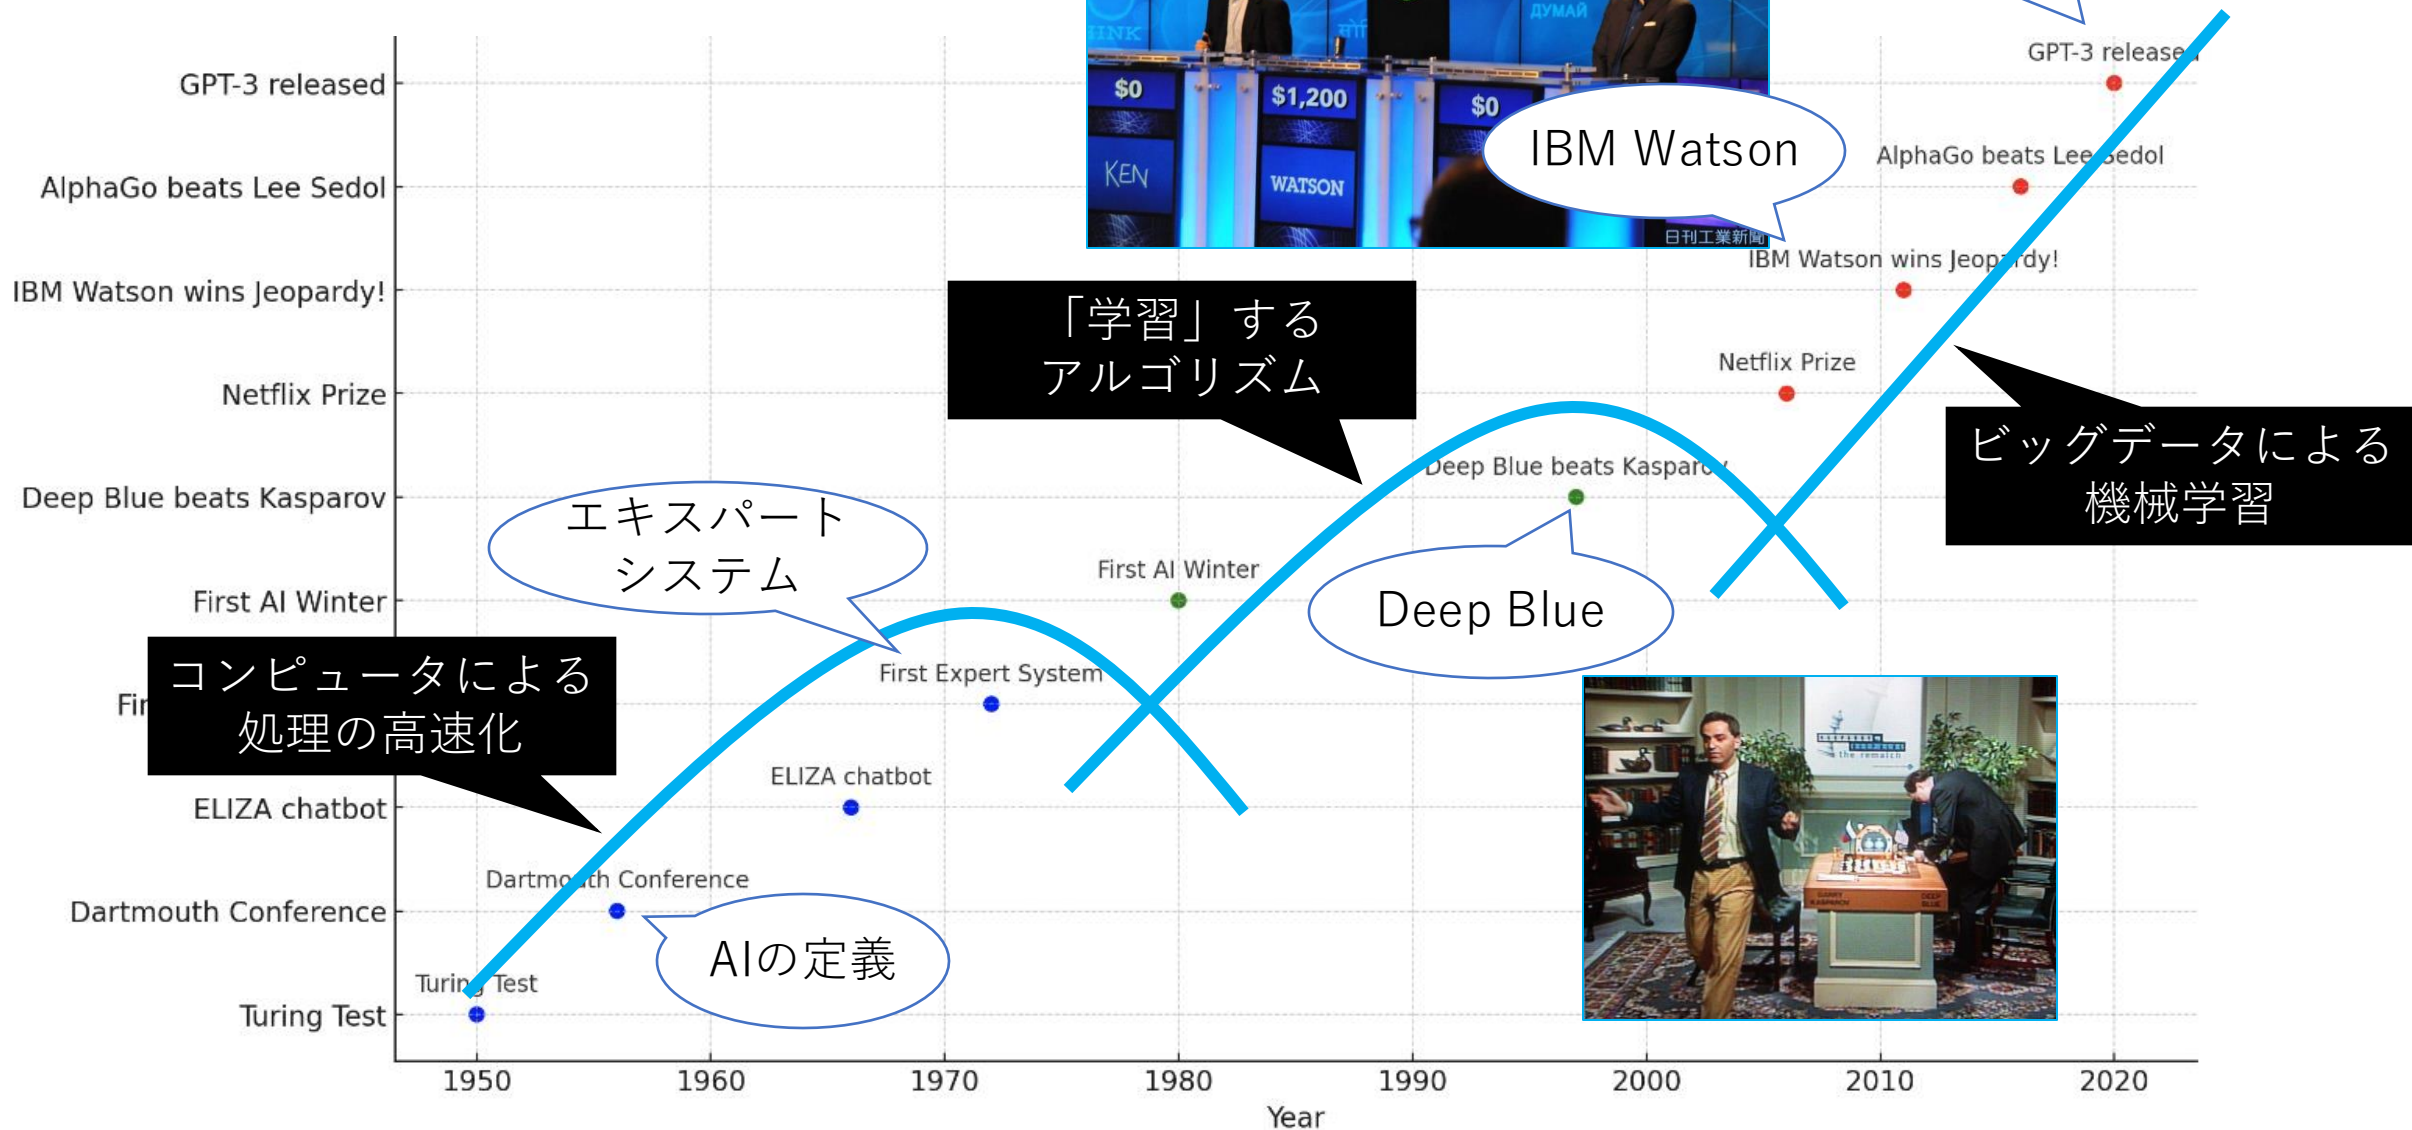 ДУМАЙ
GPT-3 released
GPT-3 released
$0
$1,200
$0
IBM Watson
AlphaGo beats Lee Sedol
AlphaGo beats Lee Sedol
KEN
WATSON
日刊工業新聞
IBM Watson wins Jeopardy!
IBM Watson wins Jeopardy!
「学習」する
アルゴリズム
Netflix Prize
Netflix Prize
ビッグデータによる
機械学習
Deep Blue beats Kasparov
Deep Blue beats Kasparov
エキスパート
システム
First AI Winter
First AI Winter
Deep Blue
コンピュータによる
処理の高速化
First Expert System
ELIZA chatbot
ELIZA chatbot
the rematch
GARRY
KASPAROV
DEEP
BLUE
Dartmouth Conference
Dartmouth Conference
AIの定義
Turing Test
Turing Test
1950 1960 1970 1980 1990 2000 2010 2020
Year